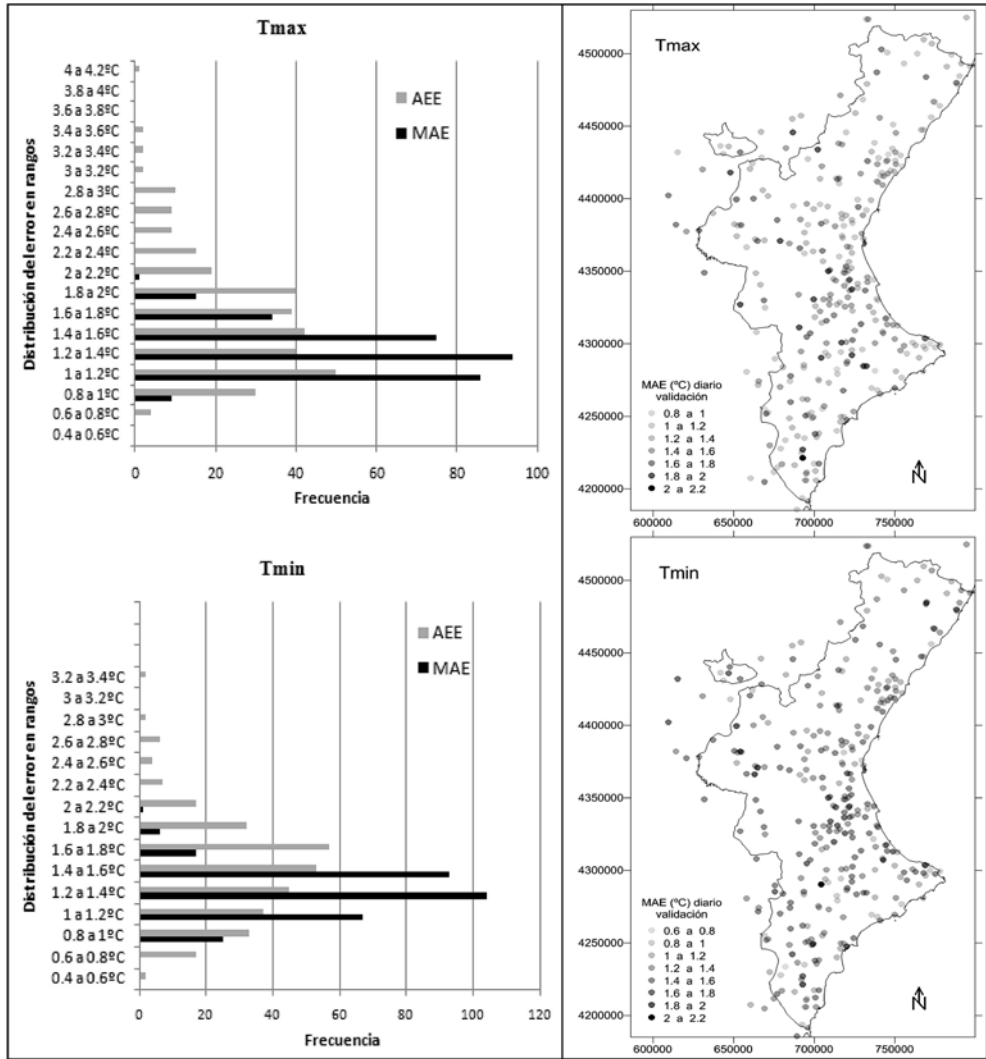 Tmax
Distribución del error en rangos
4 a 4.2ºC
3.8 a 4ºC
3.6 a 3.8ºC
3.4 a 3.6ºC
3.2 a 3.4ºC
3 a 3.2ºC
2.8 a 3ºC
2.6 a 2.8ºC
2.4 a 2.6ºC
2.2 a 2.4ºC
2 a 2.2ºC
1.8 a 2ºC
1.6 a 1.8ºC
1.4 a 1.6ºC
1.2 a 1.4ºC
1 a 1.2ºC
0.8 a 1ºC
0.6 a 0.8ºC
0.4 a 0.6ºC
AEE
MAE
0 20 40 60 80 100
Frecuencia
Tmax
4500000
4450000
4400000
4350000
4300000
4250000
4200000
MAE (ºC) diario
validación
0.8 a 1
1 a 1.2
1.2 a 1.4
1.4 a 1.6
1.6 a 1.8
1.8 a 2
2 a 2.2
N
600000 650000 700000 750000
Tmin
Distribución del error en rangos
3.2 a 3.4ºC
3 a 3.2ºC
2.8 a 3ºC
2.6 a 2.8ºC
2.4 a 2.6ºC
2.2 a 2.4ºC
2 a 2.2ºC
1.8 a 2ºC
1.6 a 1.8ºC
1.4 a 1.6ºC
1.2 a 1.4ºC
1 a 1.2ºC
0.8 a 1ºC
0.6 a 0.8ºC
0.4 a 0.6ºC
AEE
MAE
0 20 40 60 80 100 120
Frecuencia
Tmin
4500000
4450000
4400000
4350000
4300000
4250000
4200000
MAE (ºC) diario
validación
0.6 a 0.8
0.8 a 1
1 a 1.2
1.2 a 1.4
1.4 a 1.6
1.6 a 1.8
1.8 a 2
2 a 2.2
N
600000 650000 700000 750000